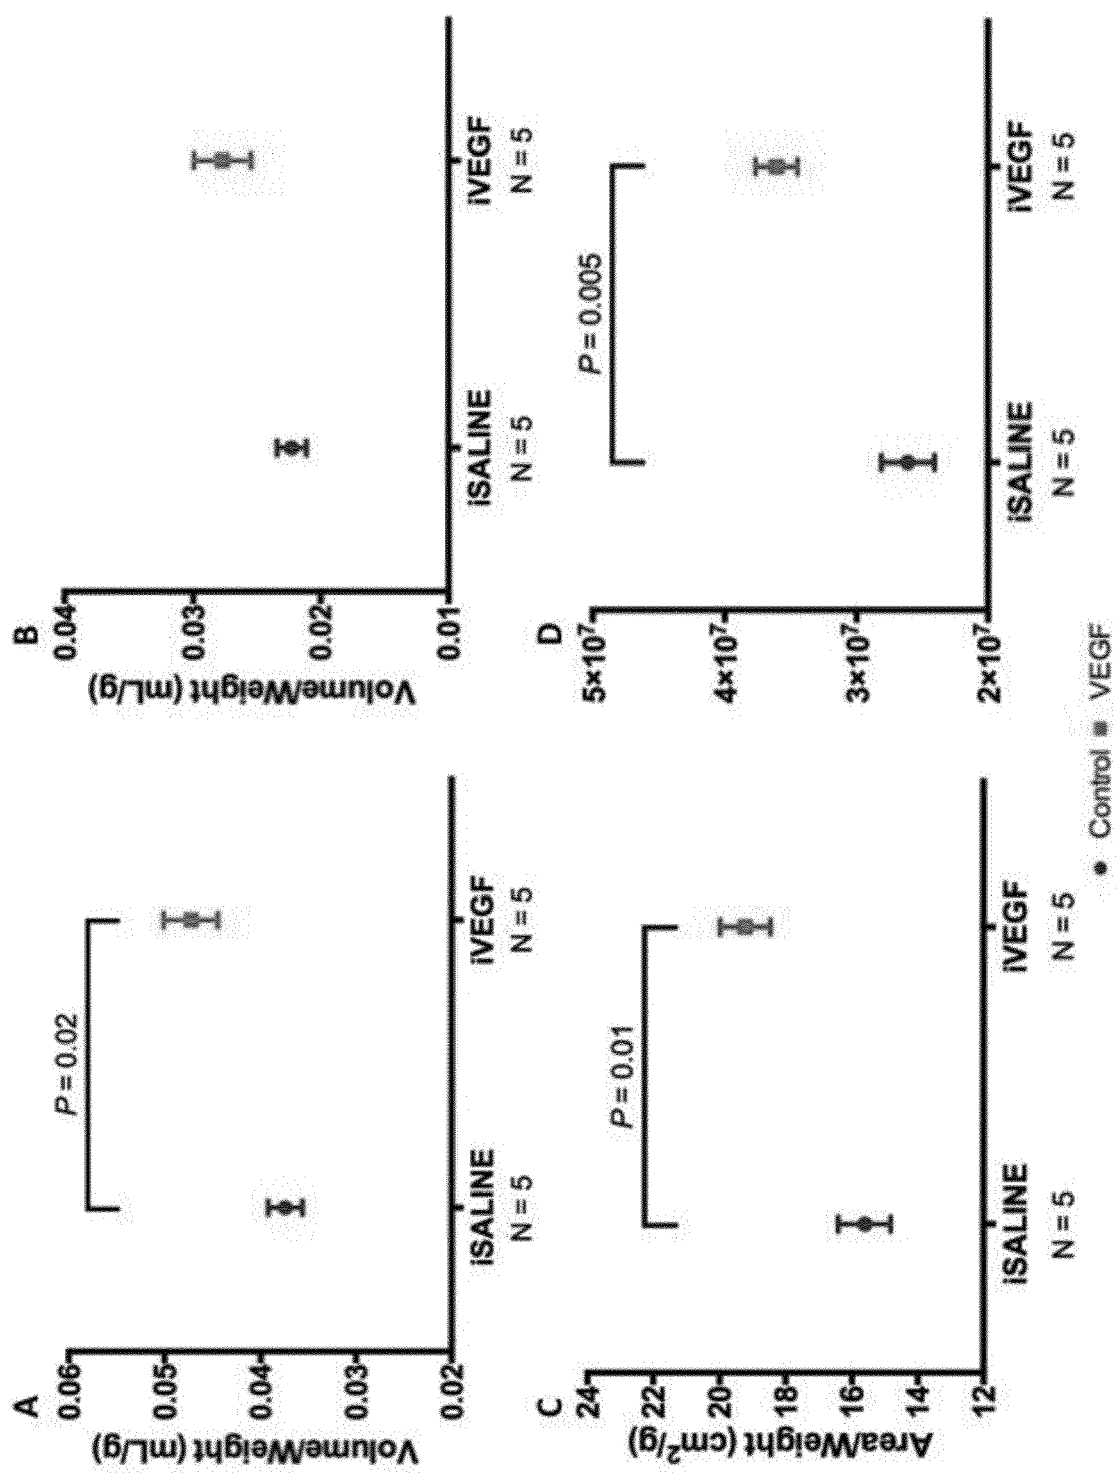 A
Volume/Weight (mL/g)
0.06
0.05
0.04
0.03
0.02
P = 0.02
iSALINE
N = 5
iVEGF
N = 5
B
Volume/Weight (mL/g)
0.04
0.03
0.02
0.01
iSALINE
N = 5
iVEGF
N = 5
C
Area/Weight (cm²/g)
24
22
20
18
16
14
12
P = 0.01
iSALINE
N = 5
iVEGF
N = 5
D
5×10⁷
4×10⁷
3×10⁷
2×10⁷
P = 0.005
iSALINE
N = 5
iVEGF
N = 5
Control VEGF